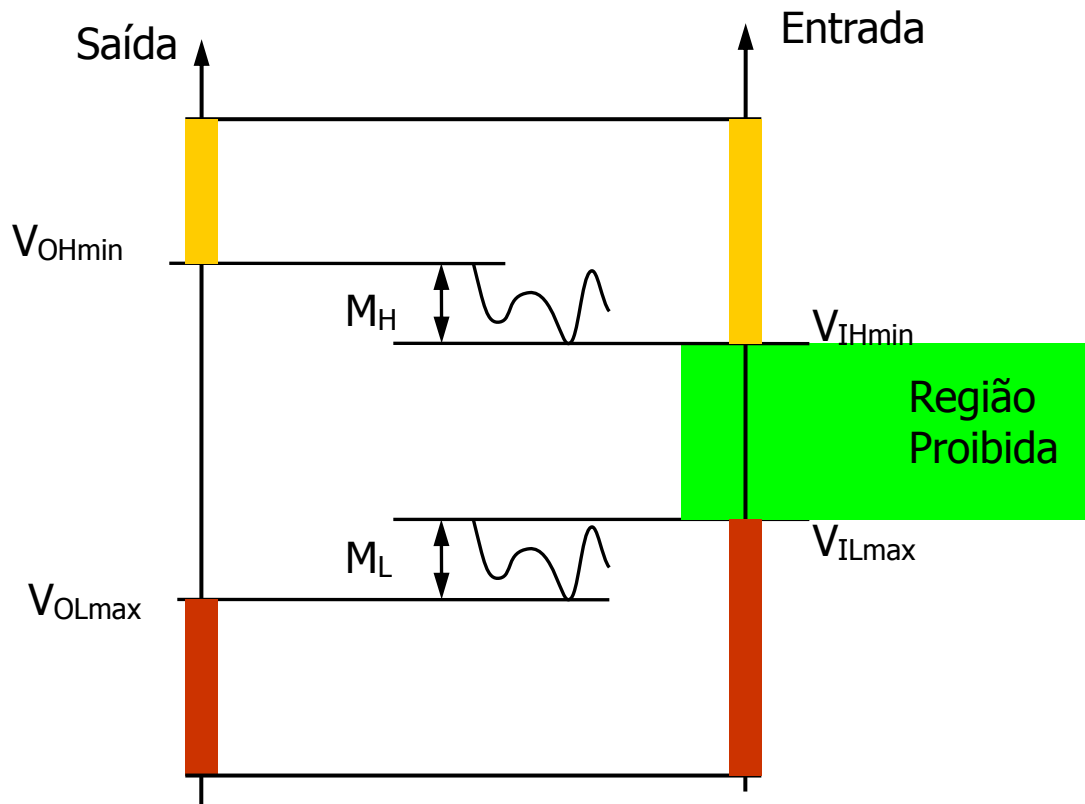 Saída
Entrada
VOHmin
MH
VIHmin
Região
Proibida
ML
VILmax
VOLmax